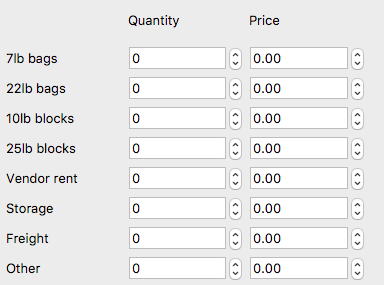 Quantity Price
7lb bags 0 0.00
22lb bags 0 0.00
10lb blocks 0 0.00
25lb blocks 0 0.00
Vendor rent 0 0.00
Storage 0 0.00
Freight 0 0.00
Other 0 0.00